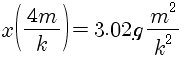 x(4m/k) = 3.02g m²/k²